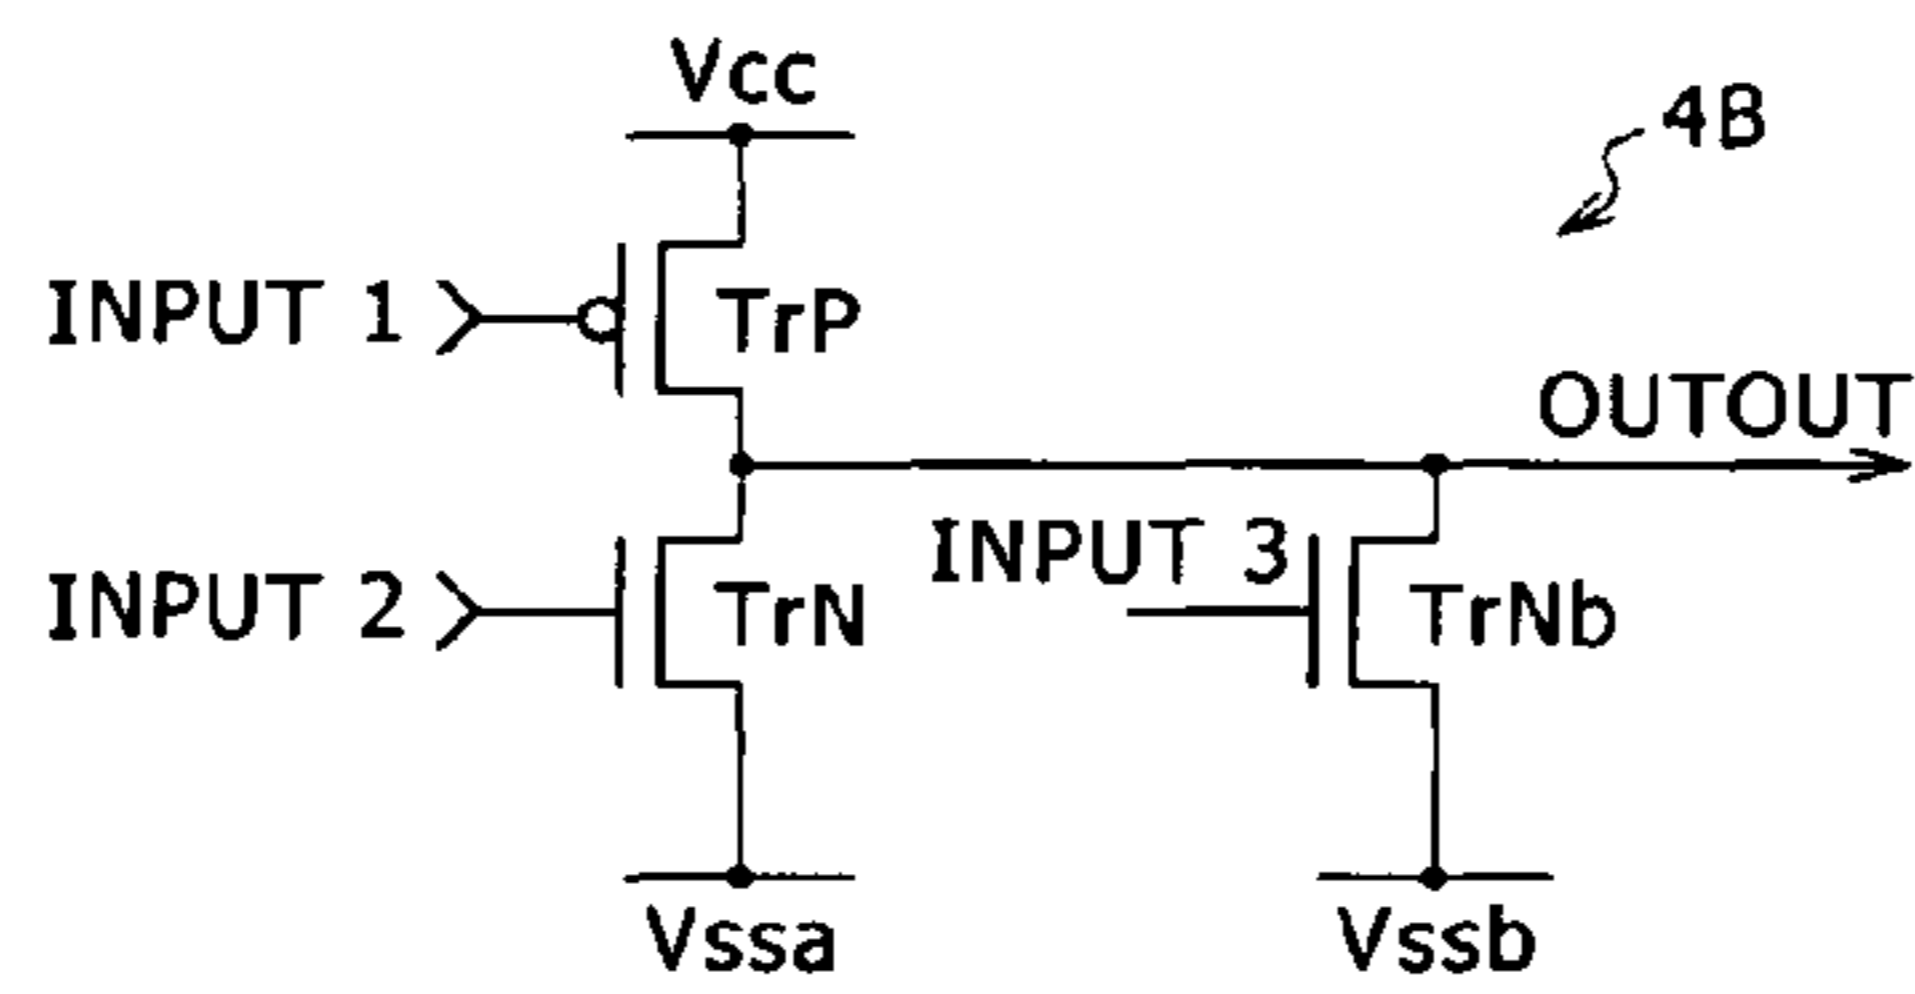 Vcc
4B
INPUT 1
TrP
OUTOUT
INPUT 2
TrN
INPUT 3
TrNb
Vssa
Vssb